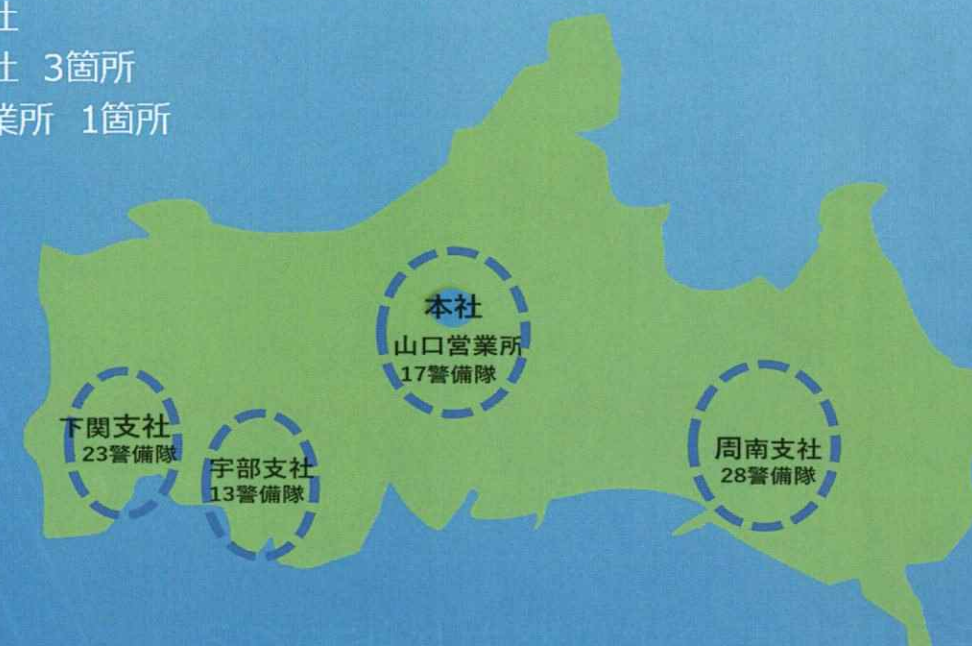 社
社 3箇所
業所 1箇所
本社
山口営業所
17警備隊
下関支社
23警備隊
宇部支社
13警備隊
周南支社
28警備隊